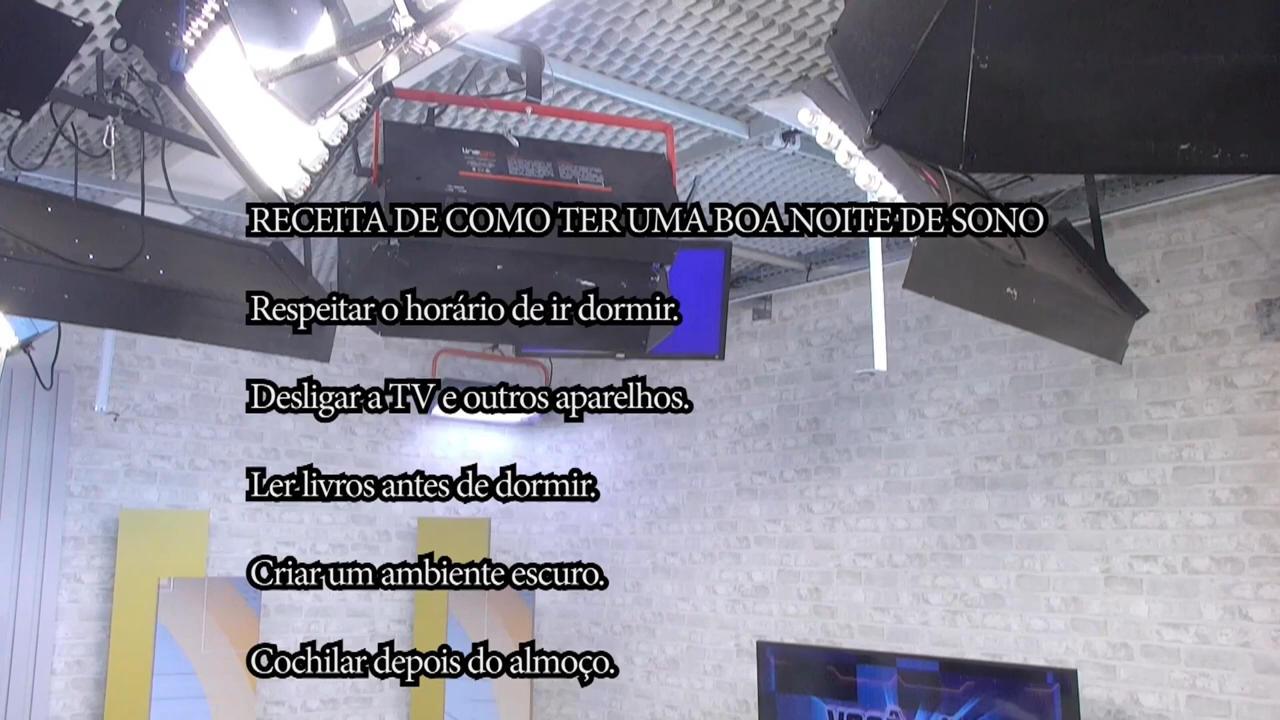 RECEITA DE COMO TER UMA BOA NOITE DE SONO
Respeitar o horário de ir dormir.
Desligar a TV e outros aparelhos.
Ler livros antes de dormir.
Criar um ambiente escuro.
Cochilar depois do almoço.